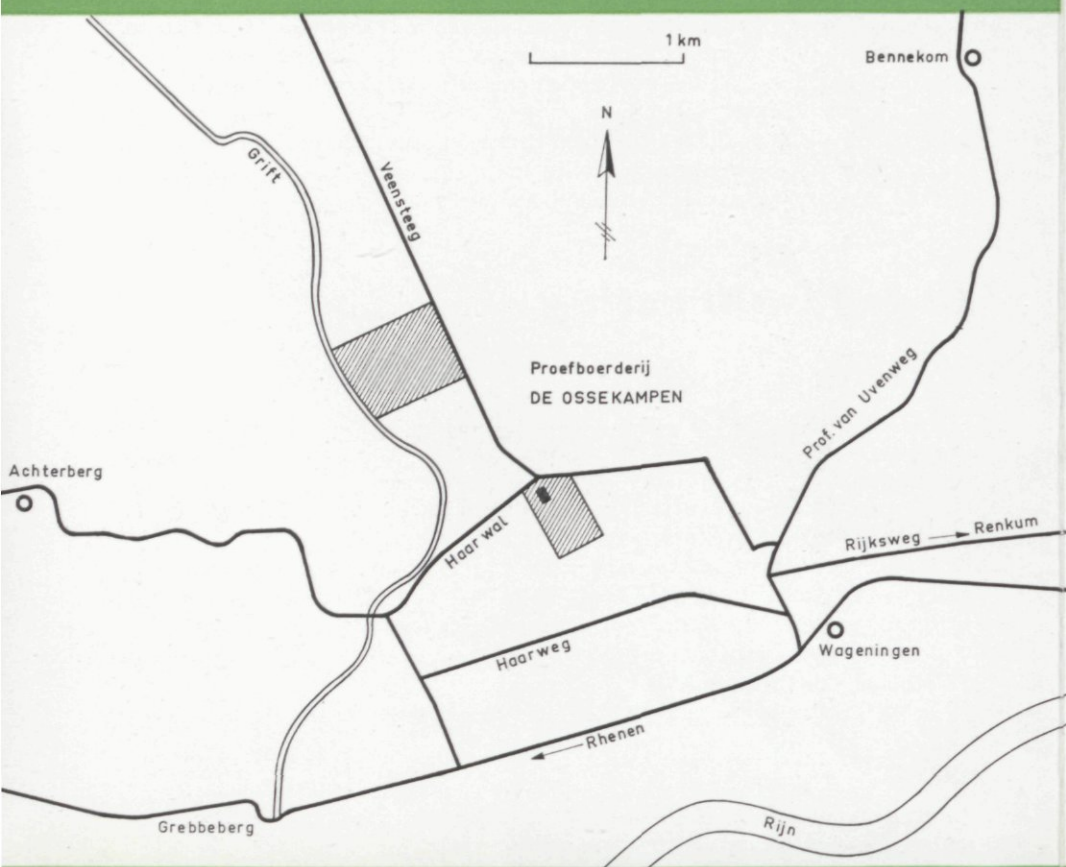 1 km
Bennekom
N
Grift
Veensteeg
Proefboerderij
DE OSSEKAMPEN
Prof. van Uvenweg
Achterberg
Haarwal
Rijksweg
Renkum
Haarweg
Wageningen
Rhenen
Grebbeberg
Rijn